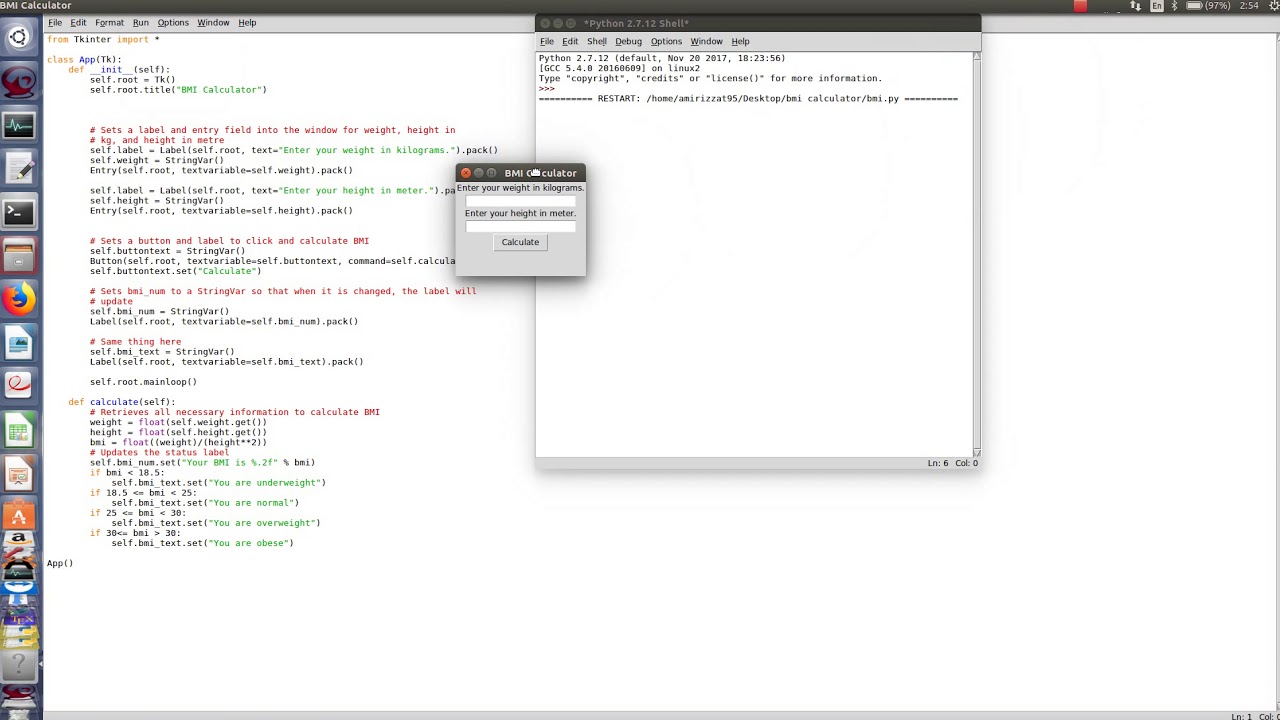 BMI Calculator
En (97%) 2:54
File Edit Format Run Options Window Help
from Tkinter import *
class App(Tk):
def __init__(self):
self.root = Tk()
self.root.title("BMI Calculator")
# Sets a label and entry field into the window for weight, height in
# kg, and height in metre
self.label = Label(self.root, text="Enter your weight in kilograms.").pack()
self.weight = StringVar()
Entry(self.root, textvariable=self.weight).pack()
self.label = Label(self.root, text="Enter your height in meter.").pa
self.height = StringVar()
Entry(self.root, textvariable=self.height).pack()
# Sets a button and label to click and calculate BMI
self.buttontext = StringVar()
Button(self.root, textvariable=self.buttontext, command=self.calcula
self.buttontext.set("Calculate")
# Sets bmi_num to a StringVar so that when it is changed, the label will
# update
self.bmi_num = StringVar()
Label(self.root, textvariable=self.bmi_num).pack()
# Same thing here
self.bmi_text = StringVar()
Label(self.root, textvariable=self.bmi_text).pack()
self.root.mainloop()
def calculate(self):
# Retrieves all necessary information to calculate BMI
weight = float(self.weight.get())
height = float(self.height.get())
bmi = float((weight)/(height**2))
# Updates the status label
self.bmi_num.set("Your BMI is %.2f" % bmi)
if bmi < 18.5:
self.bmi_text.set("You are underweight")
if 18.5 <= bmi < 25:
self.bmi_text.set("You are normal")
if 25 <= bmi < 30:
self.bmi_text.set("You are overweight")
if 30<= bmi > 30:
self.bmi_text.set("You are obese")
App()
Ln: 1 Col:
*Python 2.7.12 Shell*
File Edit Shell Debug Options Window Help
Python 2.7.12 (default, Nov 20 2017, 18:23:56)
[GCC 5.4.0 20160609] on linux2
Type "copyright", "credits" or "license()" for more information.
>>>
========== RESTART: /home/amirizzat95/Desktop/bmi calculator/bmi.py ==========
Ln: 6 Col: 0
BMI Calculator
Enter your weight in kilograms.
Enter your height in meter.
Calculate